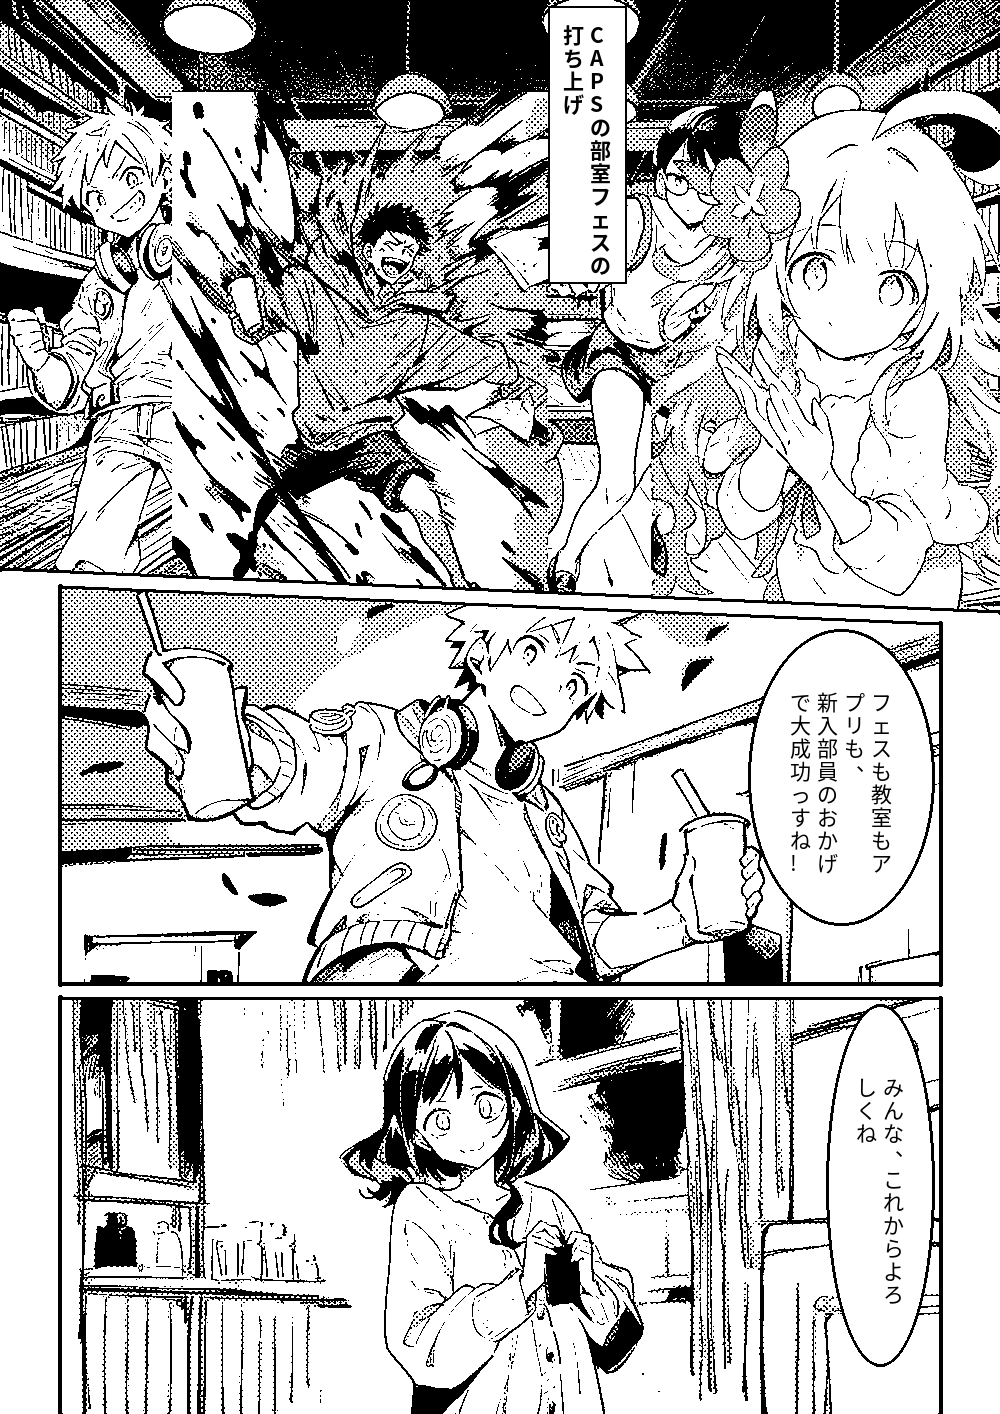 CAPSの部室フェスの
打ち上げ
フェスも教室もア
プリも、
新入部員のおかげ
で大成功っすね!
みんな、これからよろ
しくね